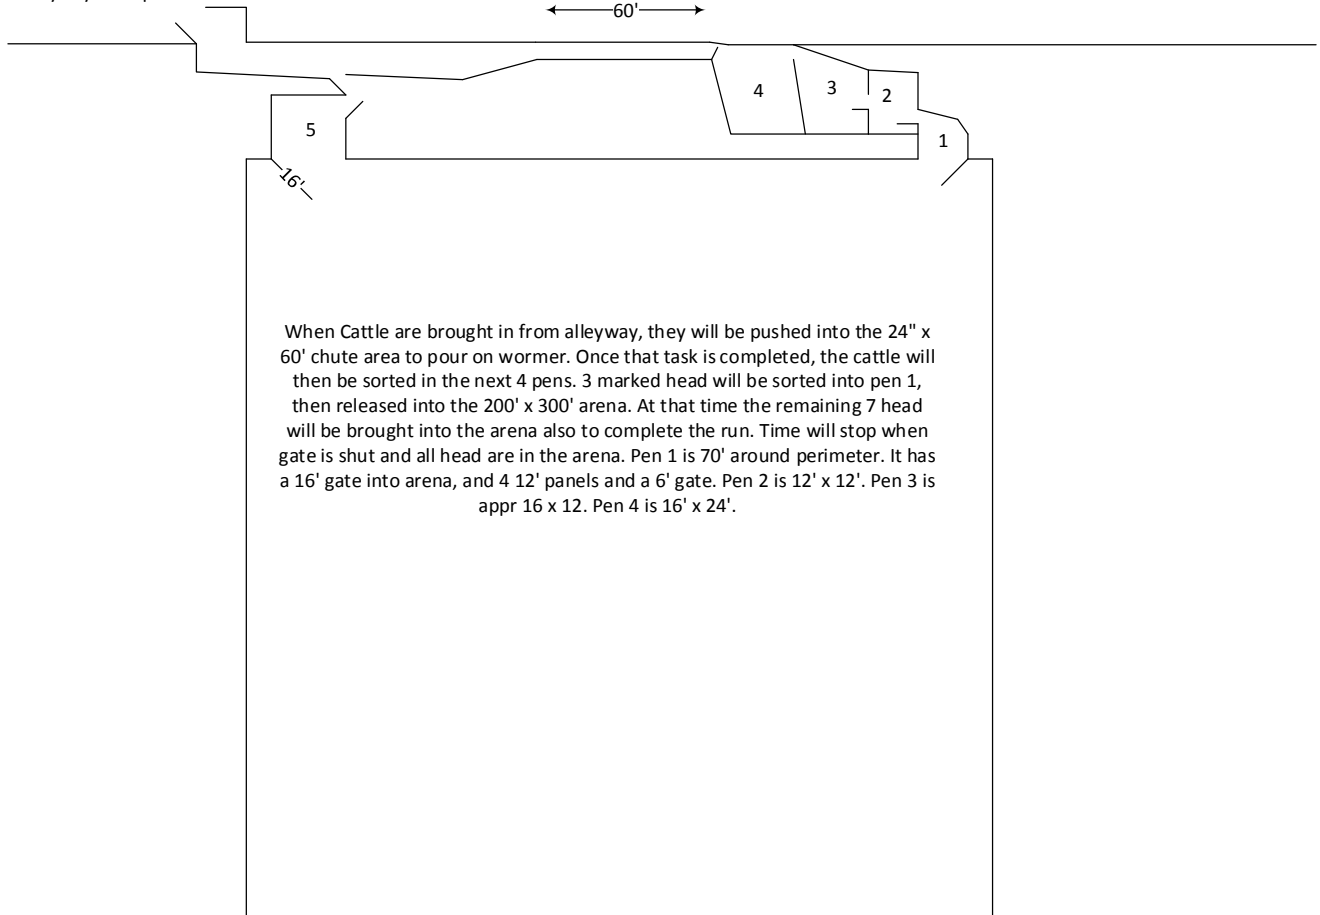 60'
4
3
2
5
1
16'
When Cattle are brought in from alleyway, they will be pushed into the 24" x
60' chute area to pour on wormer. Once that task is completed, the cattle will
then be sorted in the next 4 pens. 3 marked head will be sorted into pen 1,
then released into the 200' x 300' arena. At that time the remaining 7 head
will be brought into the arena also to complete the run. Time will stop when
gate is shut and all head are in the arena. Pen 1 is 70' around perimeter. It has
a 16' gate into arena, and 4 12' panels and a 6' gate. Pen 2 is 12' x 12'. Pen 3 is
appr 16 x 12. Pen 4 is 16' x 24'.